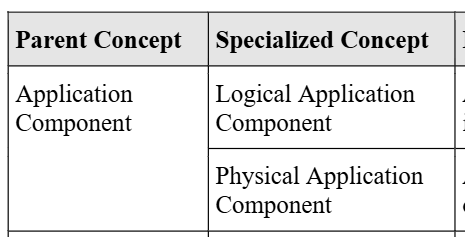 Parent Concept Specialized Concept
Application Logical Application
Component Component
Physical Application
Component